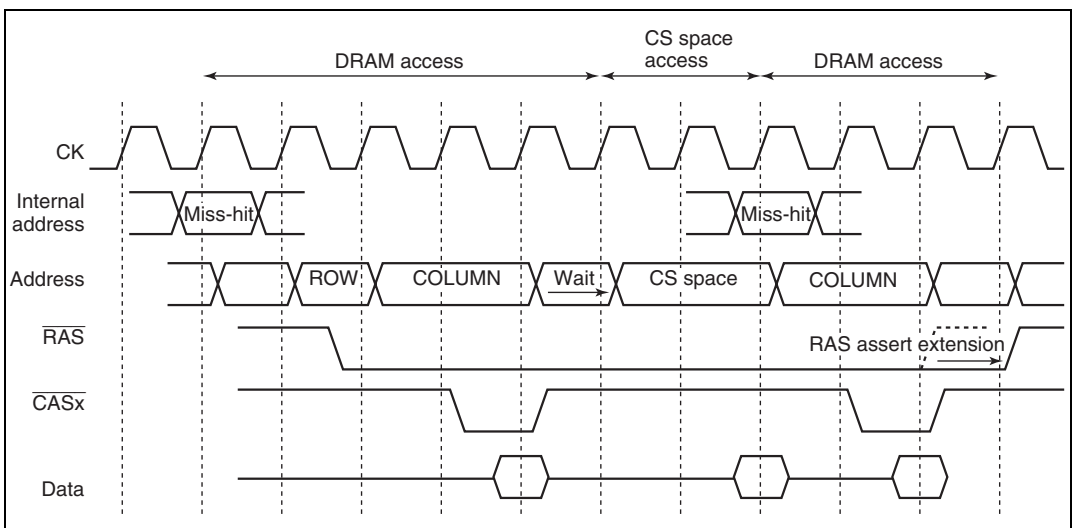 CS space
DRAM access access DRAM access
CK
Internal
address Miss-hit Miss-hit
Address ROW COLUMN Wait CS space COLUMN
RAS
RAS assert extension
CASx
Data